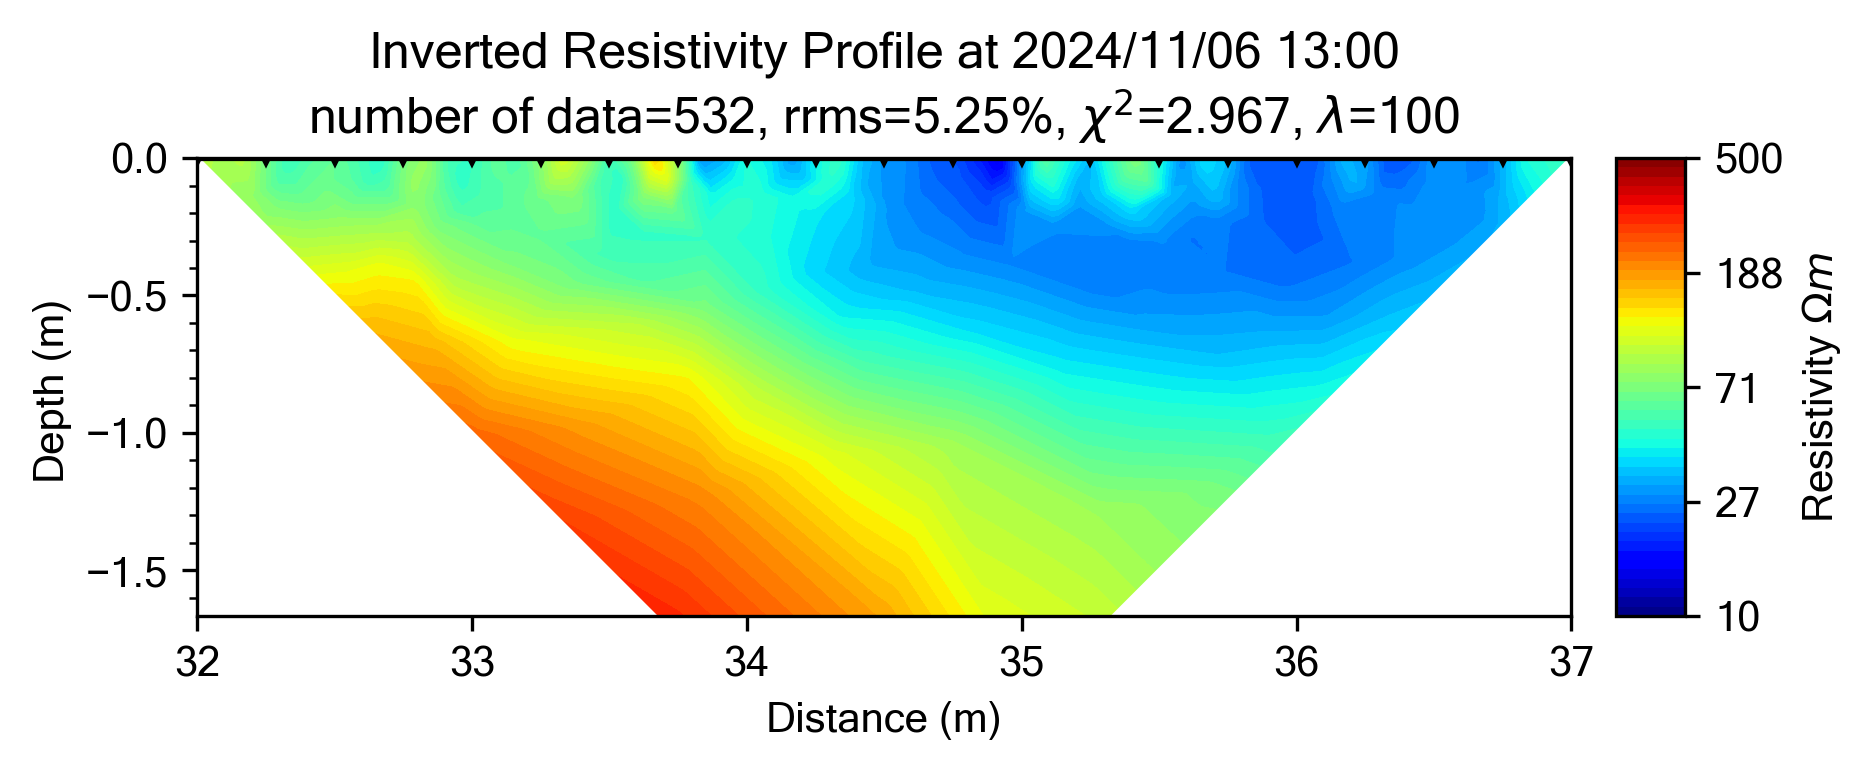 Inverted Resistivity Profile at 2024/11/06 13:00
number of data=532, rrms=5.25%, χ²=2.967, λ=100
0.0
−0.5
−1.0
−1.5
Depth (m)
32 33 34 35 36 37
Distance (m)
500
188
71
27
10
Resistivity Ωm